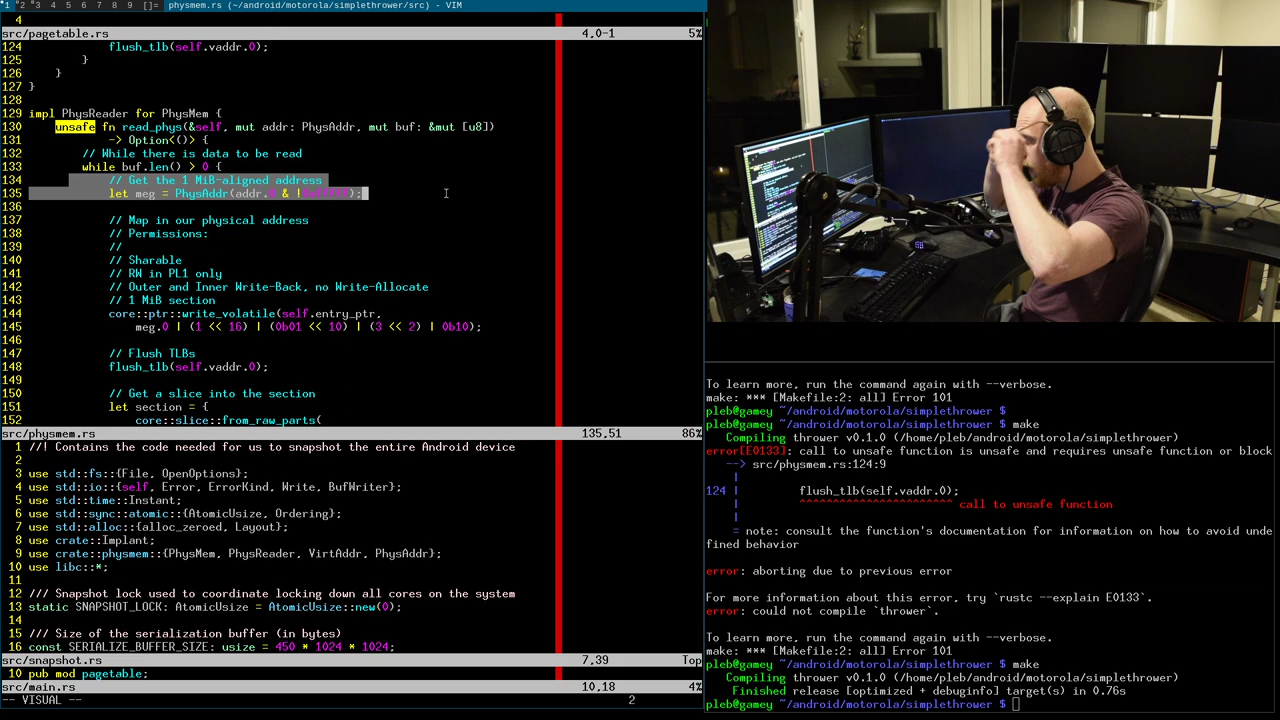 1 2 3 4 5 6 7 8 9 []= physmem.rs (~/android/motorola/simplethrower/src) - VIM
4
src/pagetable.rs 4,0-1 5%
124 flush_tlb(self.vaddr.0);
125 }
126 }
127 }
128
129 impl PhysReader for PhysMem {
130 unsafe fn read_phys(&self, mut addr: PhysAddr, mut buf: &mut [u8])
131 -> Option<()> {
132 // While there is data to be read
133 while buf.len() > 0 {
134 // Get the 1 MiB-aligned address
135 let meg = PhysAddr(addr.0 & !0xfffff);
136
137 // Map in our physical address
138 // Permissions:
139 //
140 // Sharable
141 // RW in PL1 only
142 // Outer and Inner Write-Back, no Write-Allocate
143 // 1 MiB section
144 core::ptr::write_volatile(self.entry_ptr,
145 meg.0 | (1 << 16) | (0b01 << 10) | (3 << 2) | 0b10);
146
147 // Flush TLBs
148 flush_tlb(self.vaddr.0);
149
150 // Get a slice into the section
151 let section = {
152 core::slice::from_raw_parts(
src/physmem.rs 135,51 86%
1 //! Contains the code needed for us to snapshot the entire Android device
2
3 use std::fs::{File, OpenOptions};
4 use std::io::{self, Error, ErrorKind, Write, BufWriter};
5 use std::time::Instant;
6 use std::sync::atomic::{AtomicUsize, Ordering};
7 use std::alloc::{alloc_zeroed, Layout};
8 use crate::Implant;
9 use crate::physmem::{PhysMem, PhysReader, VirtAddr, PhysAddr};
10 use libc::*;
11
12 /// Snapshot lock used to coordinate locking down all cores on the system
13 static SNAPSHOT_LOCK: AtomicUsize = AtomicUsize::new(0);
14
15 /// Size of the serialization buffer (in bytes)
16 const SERIALIZE_BUFFER_SIZE: usize = 450 * 1024 * 1024;
src/snapshot.rs 7,39 Top
10 pub mod pagetable;
src/main.rs 10,18 4%
-- VISUAL -- 2
To learn more, run the command again with --verbose.
make: *** [Makefile:2: all] Error 101
pleb@gamey ~/android/motorola/simplethrower $
pleb@gamey ~/android/motorola/simplethrower $ make
Compiling thrower v0.1.0 (/home/pleb/android/motorola/simplethrower)
error[E0133]: call to unsafe function is unsafe and requires unsafe function or block
--> src/physmem.rs:124:9
|
124 | flush_tlb(self.vaddr.0);
| ^^^^^^^^^^^^^^^^^^^^^^^ call to unsafe function
|
= note: consult the function's documentation for information on how to avoid unde
fined behavior
error: aborting due to previous error
For more information about this error, try `rustc --explain E0133`.
error: could not compile `thrower`.
To learn more, run the command again with --verbose.
make: *** [Makefile:2: all] Error 101
pleb@gamey ~/android/motorola/simplethrower $ make
Compiling thrower v0.1.0 (/home/pleb/android/motorola/simplethrower)
Finished release [optimized + debuginfo] target(s) in 0.76s
pleb@gamey ~/android/motorola/simplethrower $